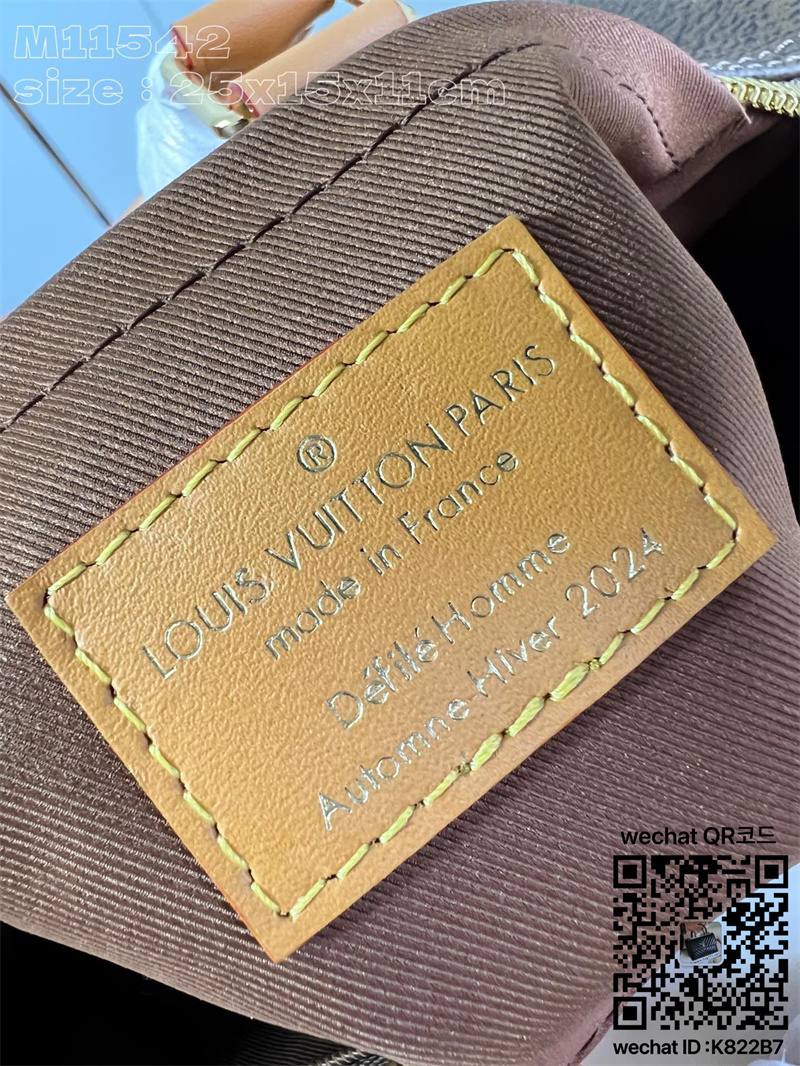 M11542
size : 25x15x11cm
®
LOUIS VUITTON PARIS
made in France
Défilé Homme
Automne-Hiver 2024
wechat QR코드
wechat ID :K822B7